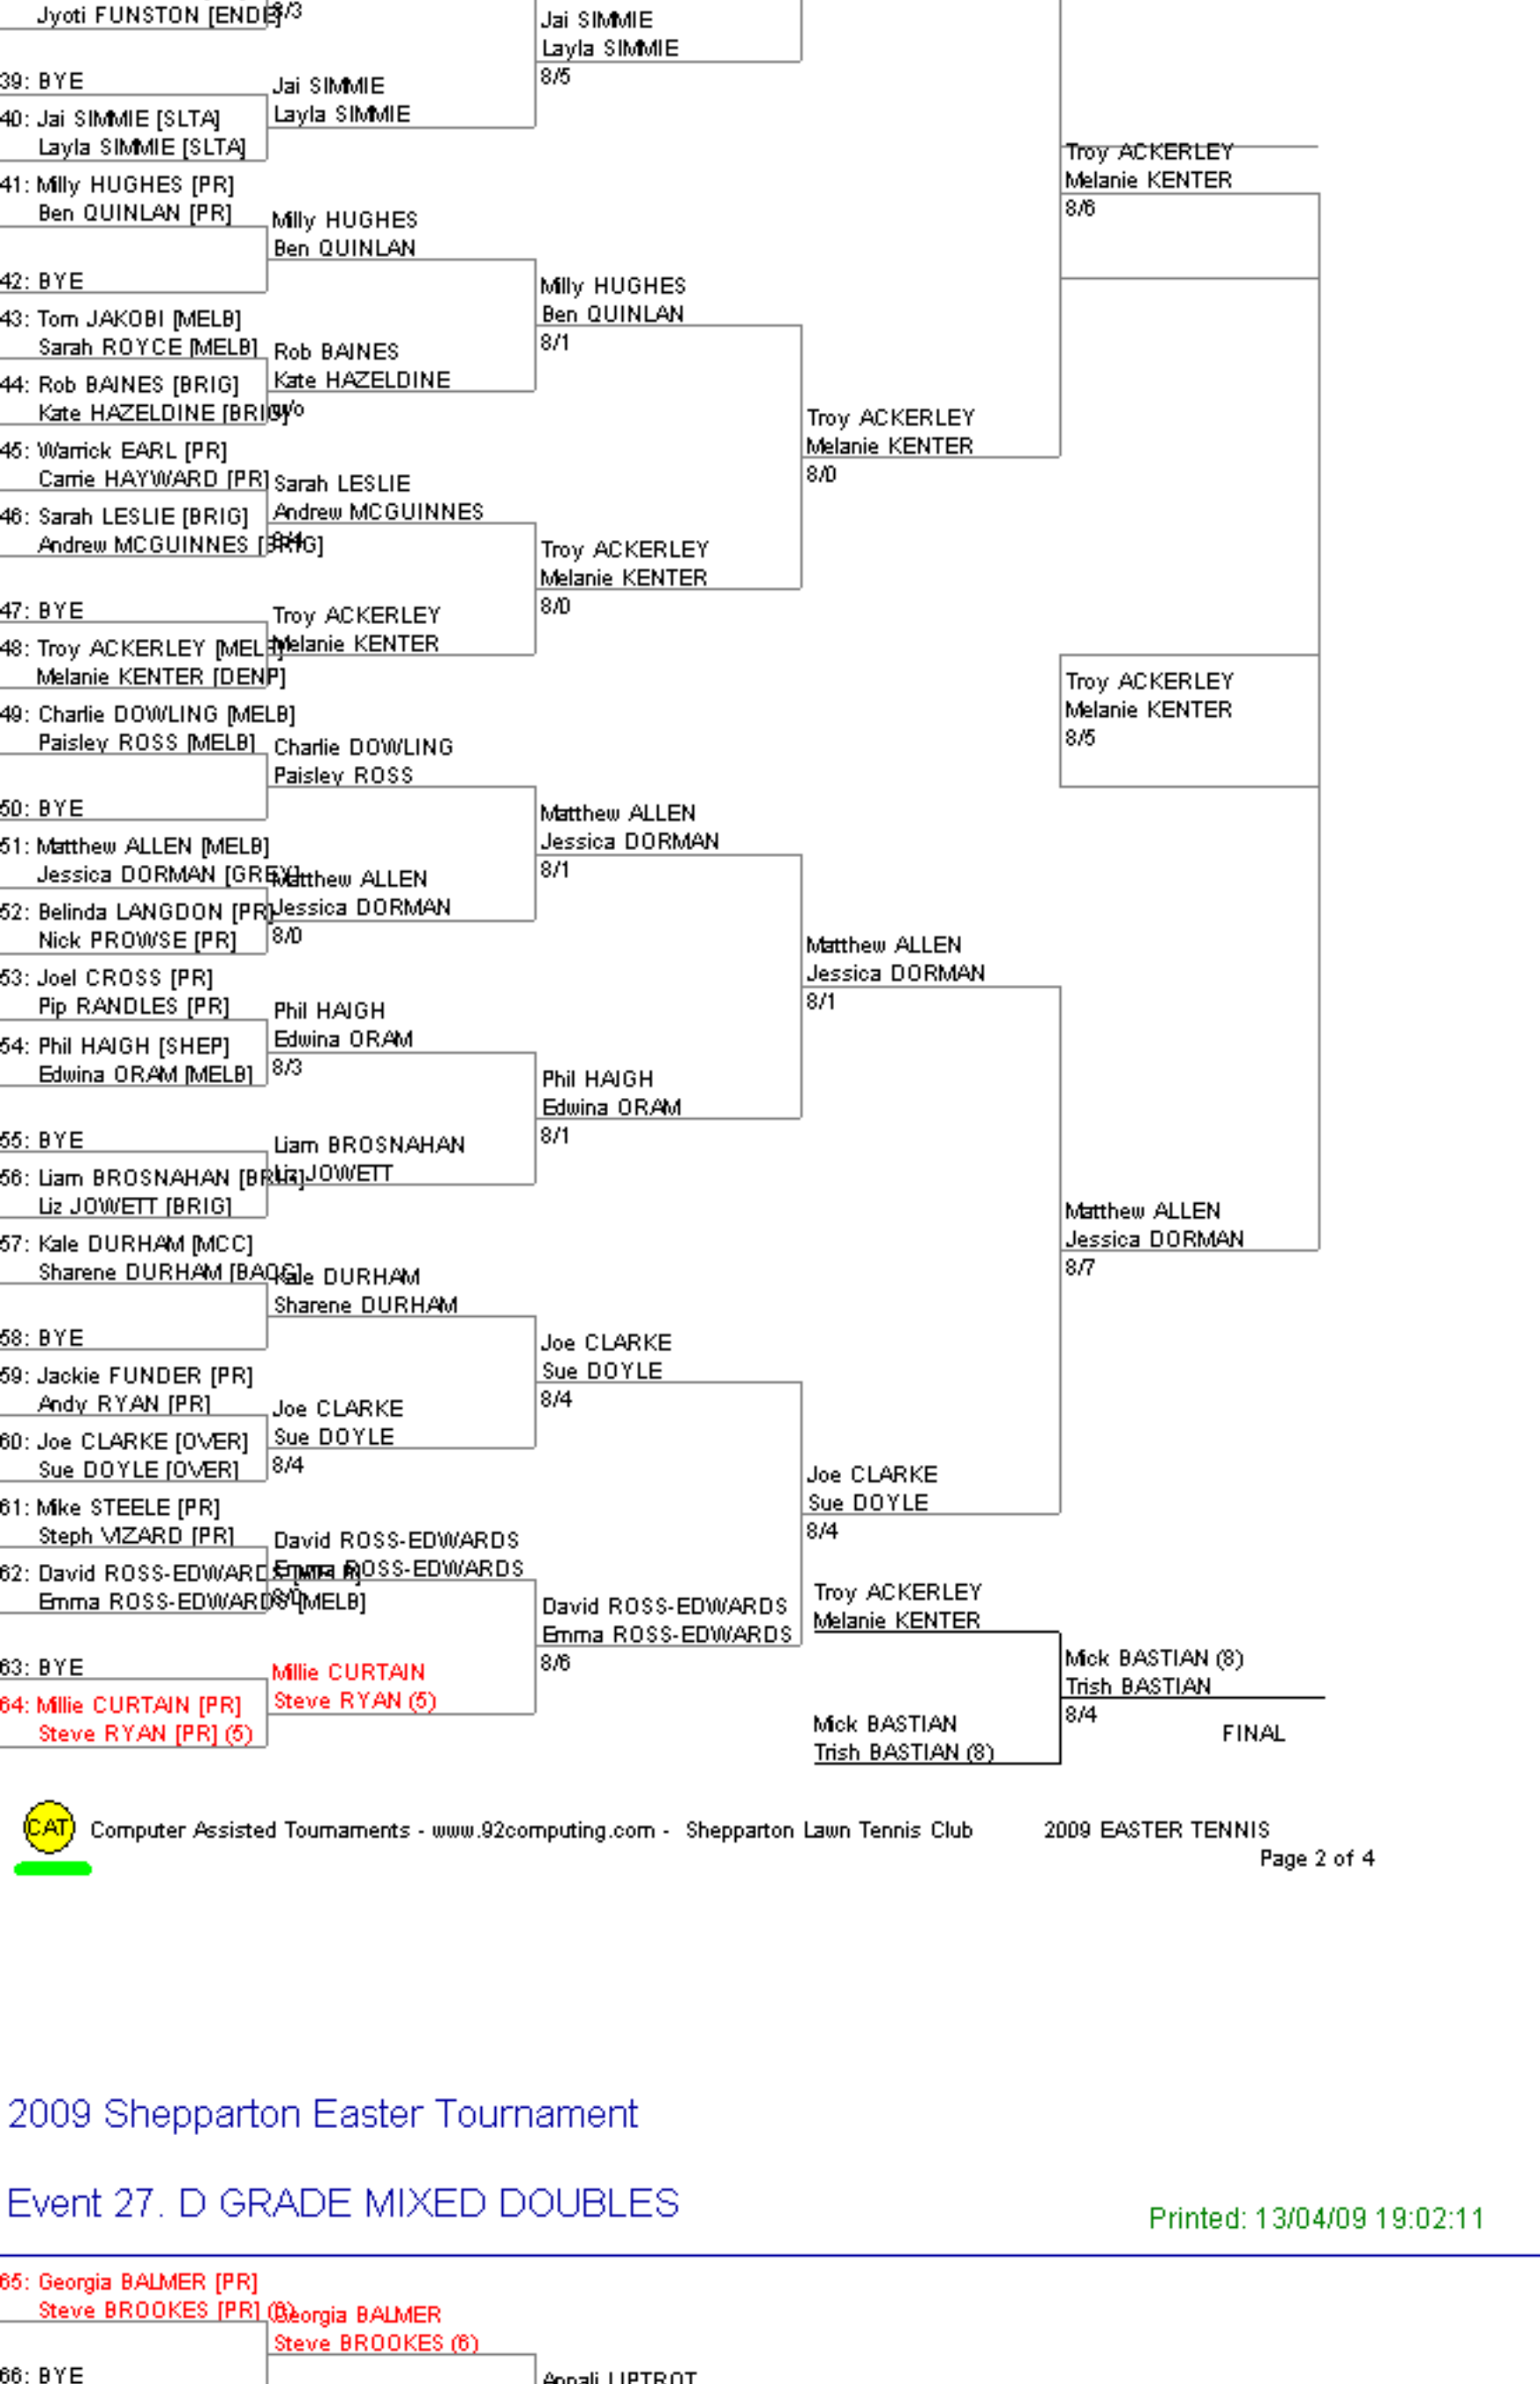 Jyoti FUNSTON [ENDE]
8/3
Jai SIMMIE
Layla SIMMIE
8/5
39: BYE
Jai SIMMIE
Layla SIMMIE
40: Jai SIMMIE [SLTA]
Layla SIMMIE [SLTA]
Troy ACKERLEY
Melanie KENTER
8/6
41: Milly HUGHES [PR]
Ben QUINLAN [PR]
Milly HUGHES
Ben QUINLAN
42: BYE
Milly HUGHES
Ben QUINLAN
8/1
43: Tom JAKOBI [MELB]
Sarah ROYCE [MELB]
Rob BAINES
Kate HAZELDINE
w/o
44: Rob BAINES [BRIG]
Kate HAZELDINE [BRIG]
Troy ACKERLEY
Melanie KENTER
8/0
45: Warrick EARL [PR]
Carrie HAYWARD [PR]
Sarah LESLIE
Andrew MCGUINNES
46: Sarah LESLIE [BRIG]
Andrew MCGUINNES [BRIG]
Troy ACKERLEY
Melanie KENTER
8/0
47: BYE
Troy ACKERLEY
Melanie KENTER
48: Troy ACKERLEY [MELB]
Melanie KENTER [DENP]
Troy ACKERLEY
Melanie KENTER
8/5
49: Charlie DOWLING [MELB]
Paisley ROSS [MELB]
Charlie DOWLING
Paisley ROSS
50: BYE
Matthew ALLEN
Jessica DORMAN
8/1
51: Matthew ALLEN [MELB]
Jessica DORMAN [GREY]
Matthew ALLEN
Jessica DORMAN
8/0
52: Belinda LANGDON [PR]
Nick PROWSE [PR]
Matthew ALLEN
Jessica DORMAN
8/1
53: Joel CROSS [PR]
Pip RANDLES [PR]
Phil HAIGH
Edwina ORAM
8/3
54: Phil HAIGH [SHEP]
Edwina ORAM [MELB]
Phil HAIGH
Edwina ORAM
8/1
55: BYE
Liam BROSNAHAN
Liz JOWETT
56: Liam BROSNAHAN [BRIG]
Liz JOWETT [BRIG]
Matthew ALLEN
Jessica DORMAN
8/7
57: Kale DURHAM [MCC]
Sharene DURHAM [BACC]
Kale DURHAM
Sharene DURHAM
58: BYE
Joe CLARKE
Sue DOYLE
8/4
59: Jackie FUNDER [PR]
Andy RYAN [PR]
Joe CLARKE
Sue DOYLE
8/4
60: Joe CLARKE [OVER]
Sue DOYLE [OVER]
Joe CLARKE
Sue DOYLE
8/4
61: Mike STEELE [PR]
Steph VIZARD [PR]
David ROSS-EDWARDS
Emma ROSS-EDWARDS
62: David ROSS-EDWARDS [MELB]
Emma ROSS-EDWARDS [MELB]
David ROSS-EDWARDS
Emma ROSS-EDWARDS
8/6
Troy ACKERLEY
Melanie KENTER
63: BYE
Millie CURTAIN
Steve RYAN (5)
64: Millie CURTAIN [PR]
Steve RYAN [PR] (5)
Mick BASTIAN (8)
Trish BASTIAN
8/4
FINAL
Mick BASTIAN
Trish BASTIAN (8)
CAT
Computer Assisted Tournaments - www.92computing.com - Shepparton Lawn Tennis Club 2009 EASTER TENNIS
Page 2 of 4
2009 Shepparton Easter Tournament
Event 27. D GRADE MIXED DOUBLES
Printed: 13/04/09 19:02:11
65: Georgia BALMER [PR]
Steve BROOKES [PR] (6)
Georgia BALMER
Steve BROOKES (6)
66: BYE
Annali LIPTROT